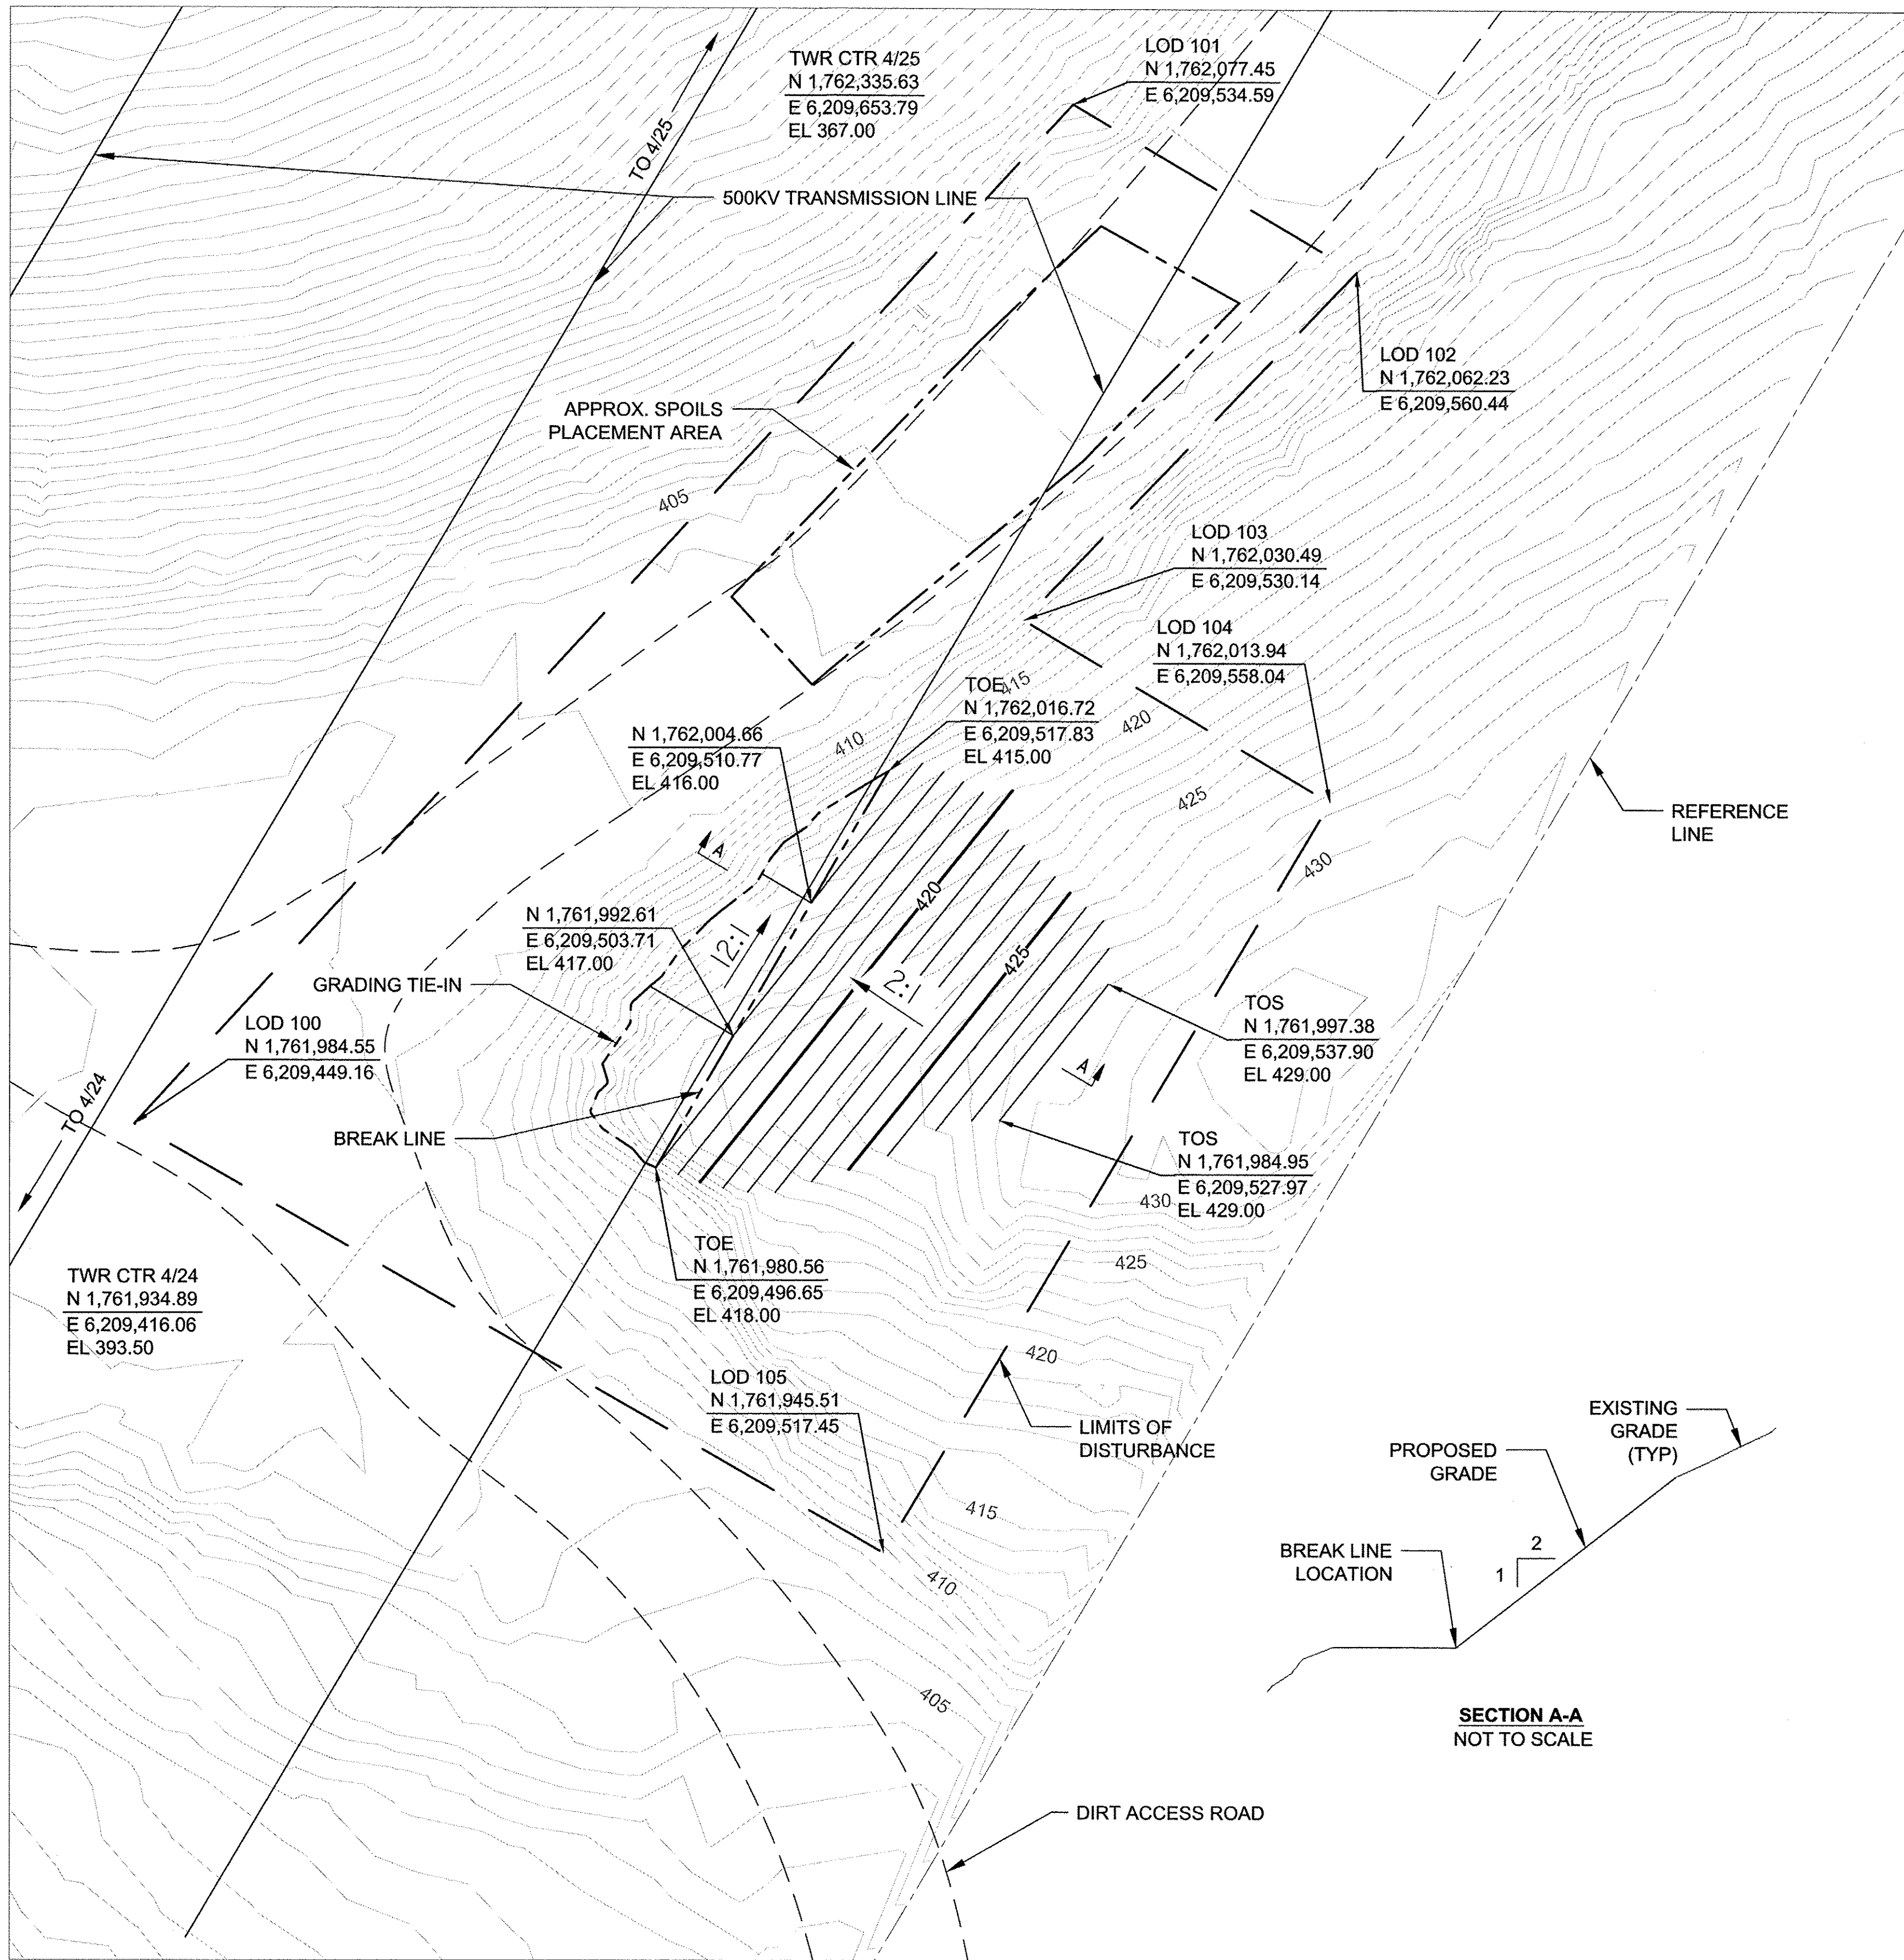 TWR CTR 4/25
N 1,762,335.63
E 6,209,653.79
EL 367.00
LOD 101
N 1,762,077.45
E 6,209,534.59
TO 4/25
500KV TRANSMISSION LINE
LOD 102
N 1,762,062.23
E 6,209,560.44
APPROX. SPOILS
PLACEMENT AREA
405
LOD 103
N 1,762,030.49
E 6,209,530.14
LOD 104
N 1,762,013.94
E 6,209,558.04
415
TOE
N 1,762,016.72
E 6,209,517.83
EL 415.00
420
410
N 1,762,004.66
E 6,209,510.77
EL 416.00
425
REFERENCE
LINE
430
A
420
N 1,761,992.61
E 6,209,503.71
EL 417.00
12:1
425
2:1
GRADING TIE-IN
LOD 100
N 1,761,984.55
E 6,209,449.16
TOS
N 1,761,997.38
E 6,209,537.90
EL 429.00
A
TO 4/24
BREAK LINE
TOS
N 1,761,984.95
E 6,209,527.97
EL 429.00
430
425
TOE
N 1,761,980.56
E 6,209,496.65
EL 418.00
TWR CTR 4/24
N 1,761,934.89
E 6,209,416.06
EL 393.50
420
LOD 105
N 1,761,945.51
E 6,209,517.45
LIMITS OF
DISTURBANCE
EXISTING
GRADE
(TYP)
PROPOSED
GRADE
415
2
1
BREAK LINE
LOCATION
410
405
SECTION A-A
NOT TO SCALE
DIRT ACCESS ROAD